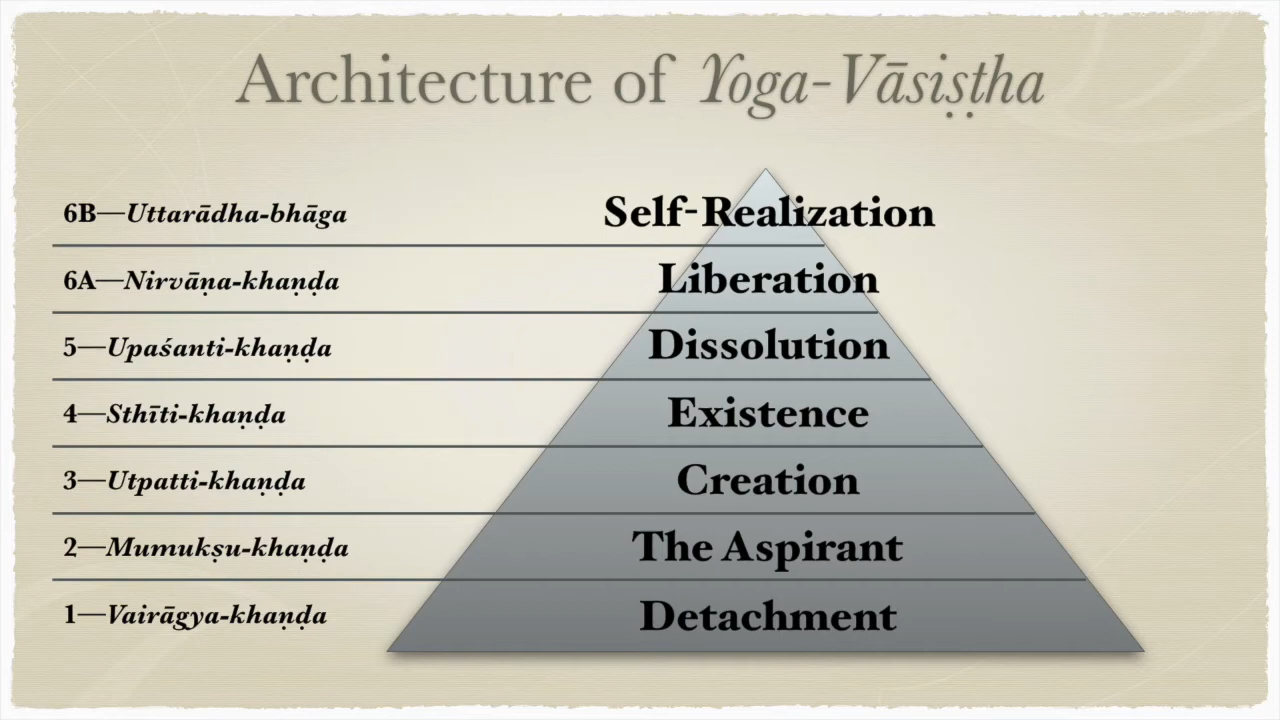 Architecture of Yoga-Vāsiṣṭha
6B—Uttarādha-bhāga
Self-Realization
6A—Nirvāṇa-khaṇḍa
Liberation
5—Upaśanti-khaṇḍa
Dissolution
4—Sthīti-khaṇḍa
Existence
3—Utpatti-khaṇḍa
Creation
2—Mumukṣu-khaṇḍa
The Aspirant
1—Vairāgya-khaṇḍa
Detachment